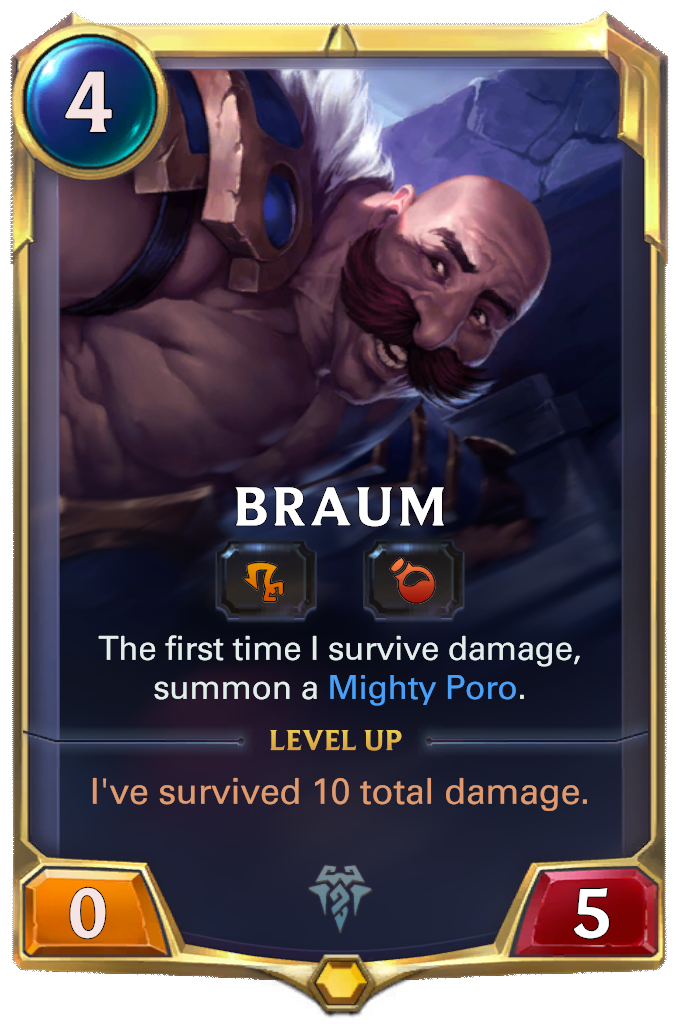 4
BRAUM
The first time I survive damage,
summon a Mighty Poro.
LEVEL UP
I've survived 10 total damage.
0
5